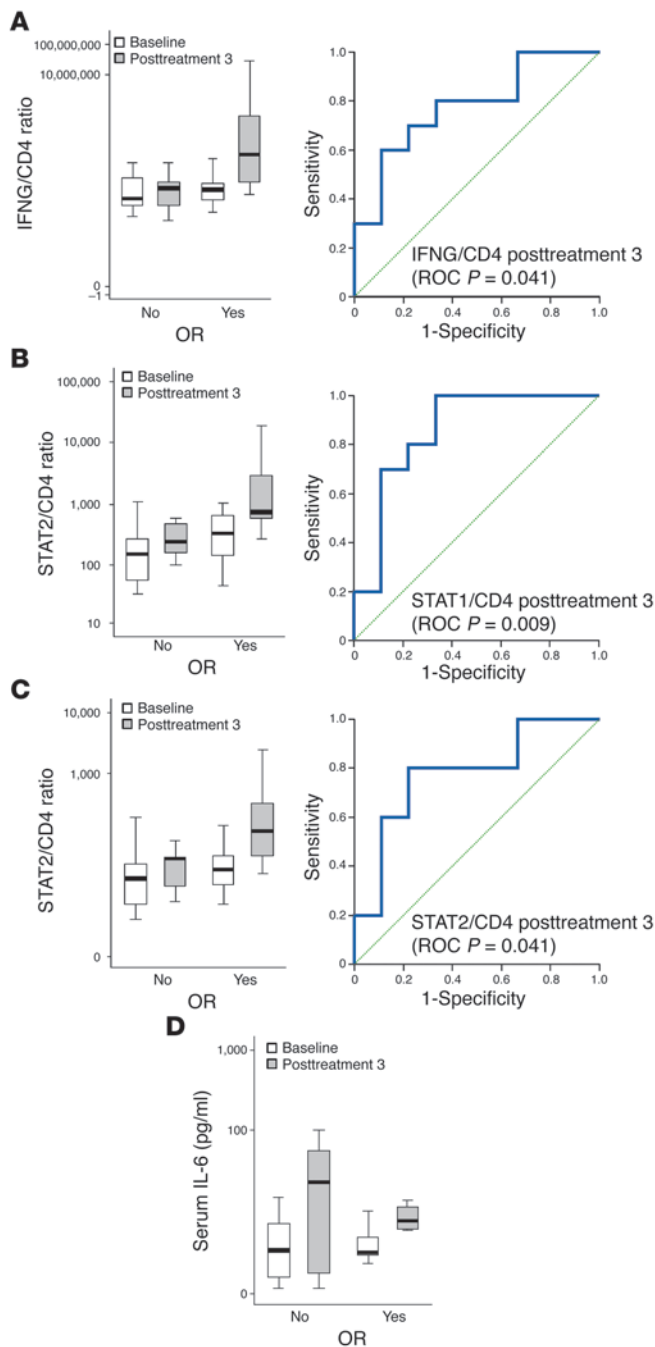 A
100,000,000
10,000,000
0
−1
IFNG/CD4 ratio
Baseline
Posttreatment 3
No
Yes
OR
1.0
0.8
0.6
0.4
0.2
0
Sensitivity
IFNG/CD4 posttreatment 3
(ROC P = 0.041)
0
0.2
0.4
0.6
0.8
1.0
1-Specificity
B
100,000
10,000
1,000
100
10
STAT2/CD4 ratio
Baseline
Posttreatment 3
No
Yes
OR
1.0
0.8
0.6
0.4
0.2
0
Sensitivity
STAT1/CD4 posttreatment 3
(ROC P = 0.009)
0
0.2
0.4
0.6
0.8
1.0
1-Specificity
C
10,000
1,000
0
STAT2/CD4 ratio
Baseline
Posttreatment 3
No
Yes
OR
1.0
0.8
0.6
0.4
0.2
0
Sensitivity
STAT2/CD4 posttreatment 3
(ROC P = 0.041)
0
0.2
0.4
0.6
0.8
1.0
1-Specificity
D
1,000
100
0
Serum IL-6 (pg/ml)
Baseline
Posttreatment 3
No
Yes
OR